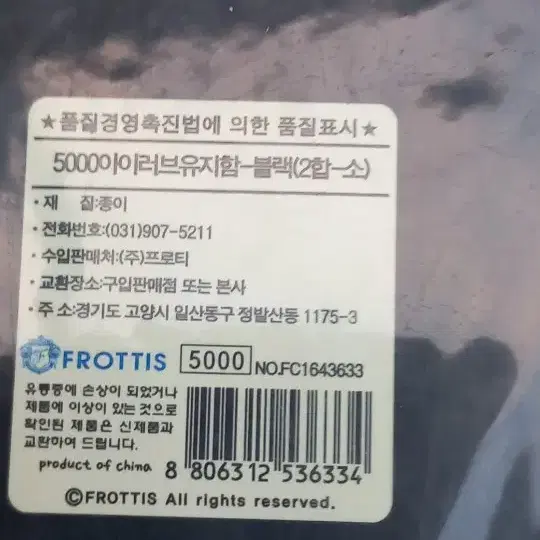 ★품질경영촉진법에 의한 품질표시★
5000아이러브유지함-블랙(2합-소)
· 재 질:종이
· 전화번호:(031)907-5211
· 수입판매처:(주)프로티
· 교환장소:구입판매점 또는 본사
· 주 소:경기도 고양시 일산동구 정발산동 1175-3
FROTTIS 5000 NO.FC1643633
유통중에 손상이 되었거나
제품에 이상이 있는 것으로
확인된 제품은 신제품과
교환하여 드립니다.
product of china 8 806312 536334
©FROTTIS All rights reserved.